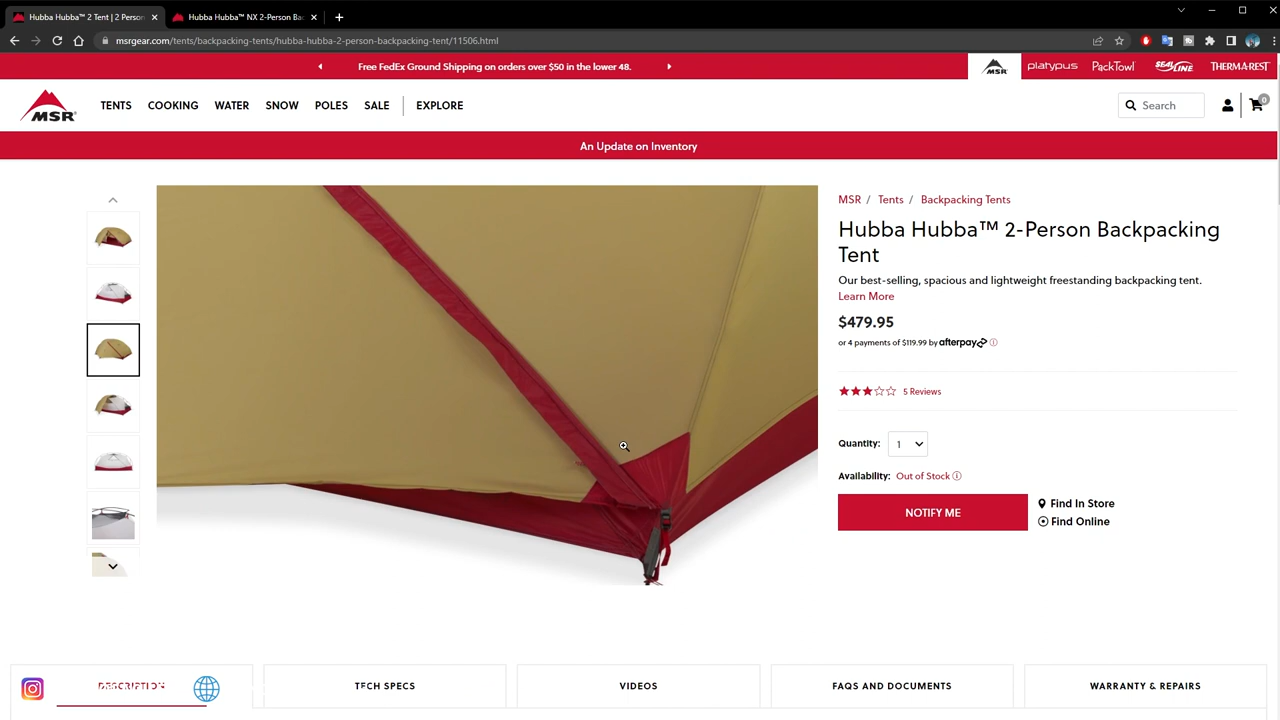 Hubba Hubba™ 2 Tent | 2 Person
Hubba Hubba™ NX 2-Person Bac
msrgear.com/tents/backpacking-tents/hubba-hubba-2-person-backpacking-tent/11506.html
Free FedEx Ground Shipping on orders over $50 in the lower 48.
MSR
platypus
PACKTOWL
SEALLINE
THERMAREST
MSR
TENTS
COOKING
WATER
SNOW
POLES
SALE
EXPLORE
Search
0
An Update on Inventory
MSR / Tents / Backpacking Tents
Hubba Hubba™ 2-Person Backpacking
Tent
Our best-selling, spacious and lightweight freestanding backpacking tent.
Learn More
$479.95
or 4 payments of $119.99 by afterpay
5 Reviews
Quantity: 1
Availability: Out of Stock
NOTIFY ME
Find In Store
Find Online
DESCRIPTION
TECH SPECS
VIDEOS
FAQS AND DOCUMENTS
WARRANTY & REPAIRS